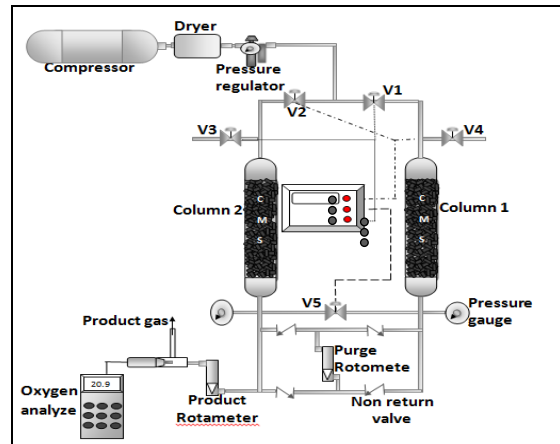 Dryer
Compressor
Pressure
regulator
V1
V2
V3
V4
Column 2
C
M
S
C
M
S
Column 1
V5
Pressure
gauge
Product gas
Purge
Rotomete
20.9
Oxygen
analyze
Product
Rotameter
Non return
valve